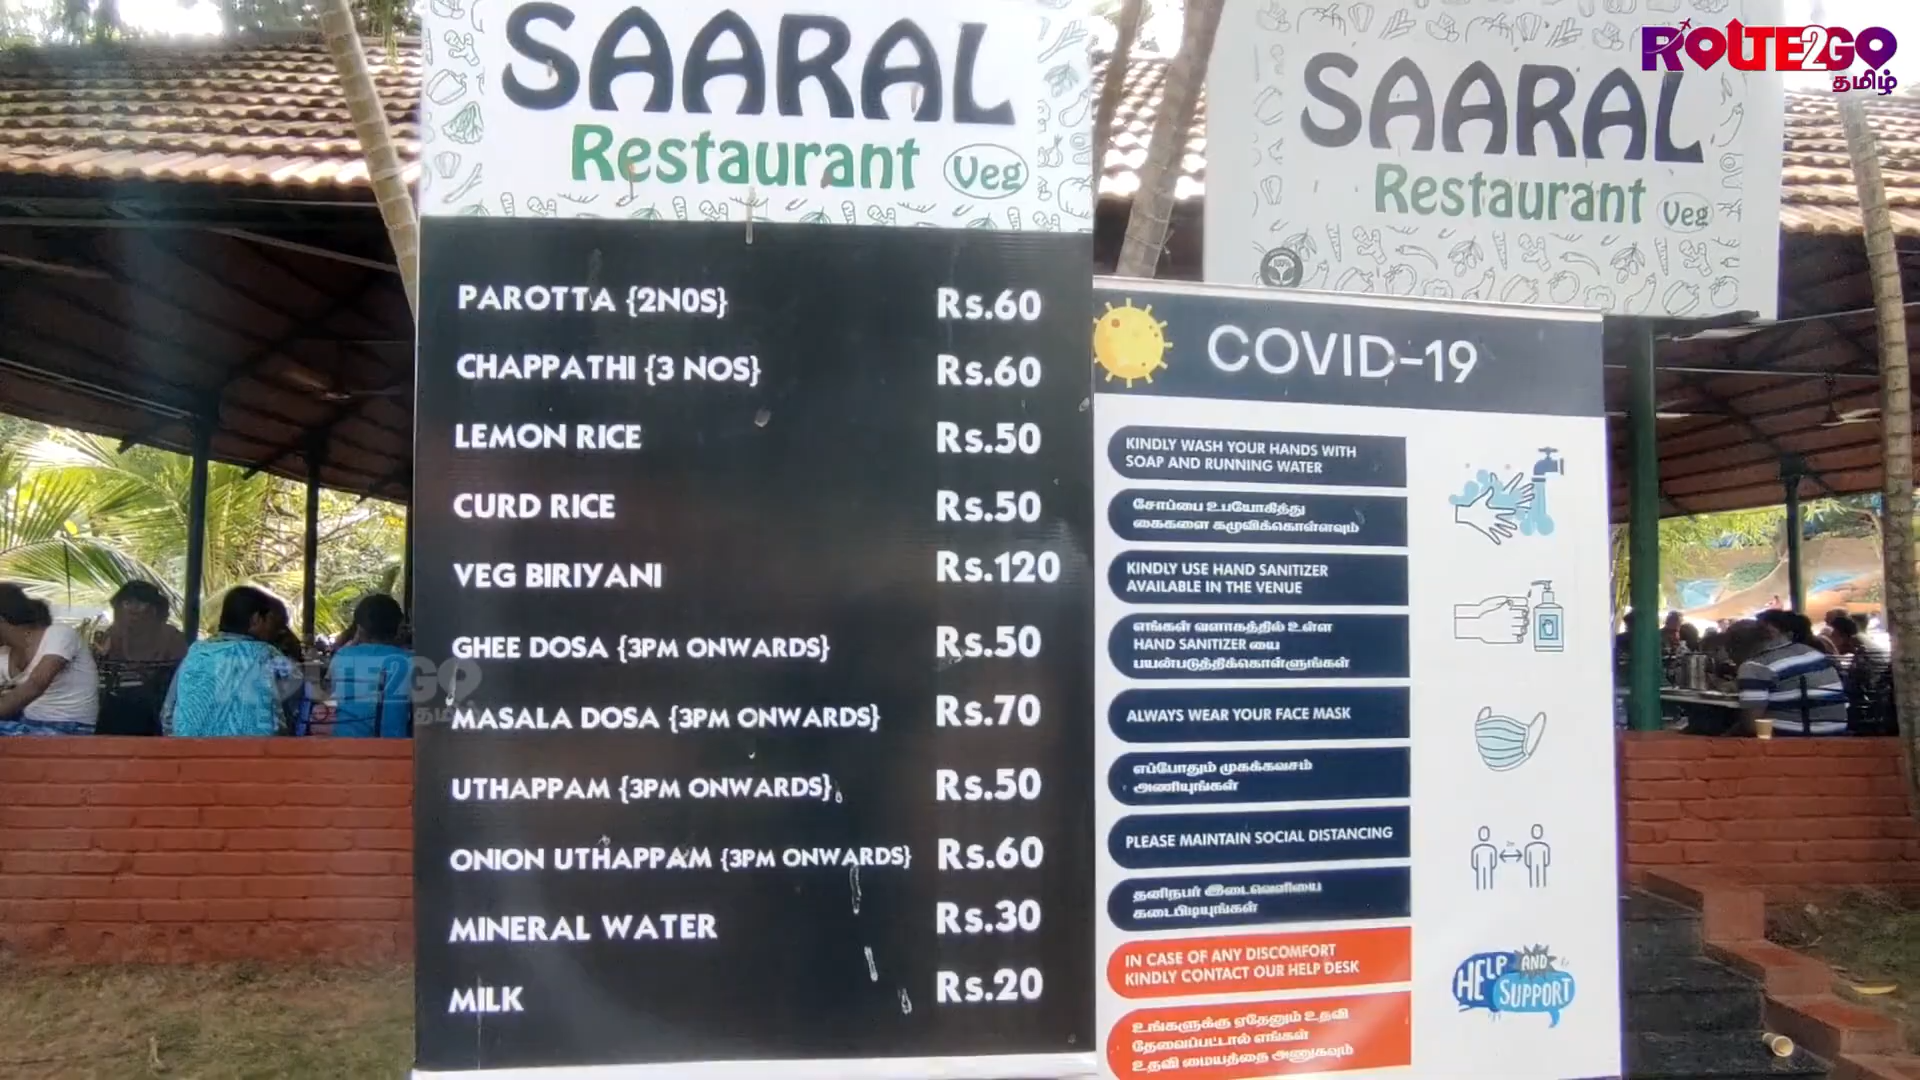 SAARAL
Restaurant Veg
PAROTTA {2NOS} Rs.60
CHAPPATHI {3 NOS} Rs.60
LEMON RICE Rs.50
CURD RICE Rs.50
VEG BIRIYANI Rs.120
GHEE DOSA {3PM ONWARDS} Rs.50
MASALA DOSA {3PM ONWARDS} Rs.70
UTHAPPAM {3PM ONWARDS} Rs.50
ONION UTHAPPAM {3PM ONWARDS} Rs.60
MINERAL WATER Rs.30
MILK Rs.20
SAARAL
Restaurant Veg
COVID-19
KINDLY WASH YOUR HANDS WITH
SOAP AND RUNNING WATER
சோப்பை உபயோகித்து
கைகளை கழுவிக்கொள்ளவும்
KINDLY USE HAND SANITIZER
AVAILABLE IN THE VENUE
எங்கள் வளாகத்தில் உள்ள
HAND SANITIZER யை
பயன்படுத்திக்கொள்ளுங்கள்
ALWAYS WEAR YOUR FACE MASK
எப்போதும் முகக்கவசம்
அணியுங்கள்
PLEASE MAINTAIN SOCIAL DISTANCING
தனிநபர் இடைவெளியை
கடைபிடியுங்கள்
IN CASE OF ANY DISCOMFORT
KINDLY CONTACT OUR HELP DESK
உங்களுக்கு ஏதேனும் உதவி
தேவைப்பட்டால் எங்கள்
உதவி மையத்தை அணுகவும்
HELP AND
SUPPORT
ROUTE2GO
தமிழ்
ROUTE2GO
தமிழ்